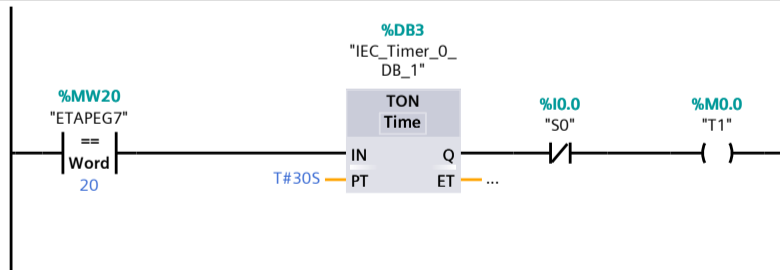 %DB3
"IEC_Timer_0_
DB_1"
%MW20
"ETAPEG7"
==
Word
20
TON
Time
IN
Q
T#30S
PT
ET
...
%I0.0
"S0"
%M0.0
"T1"